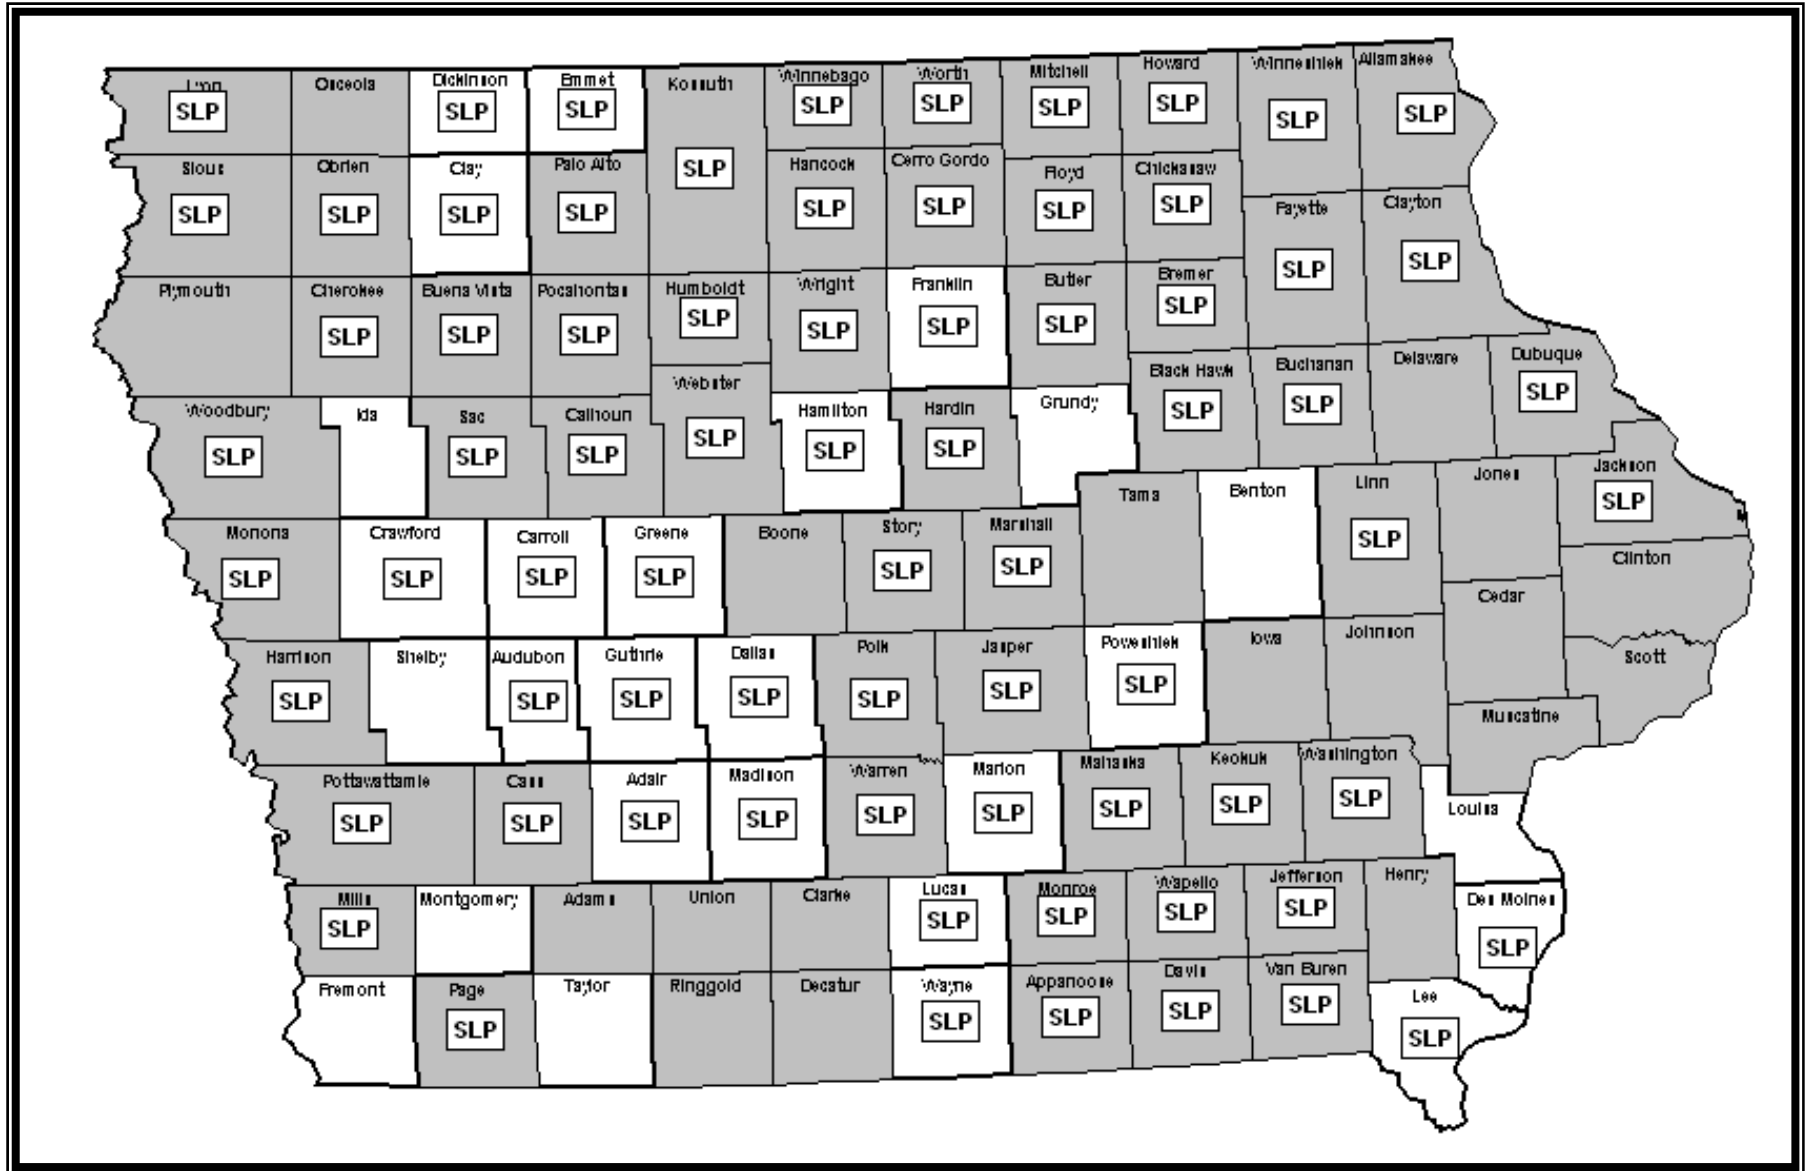 Lyon
SLP
Osceola
Dickinson
SLP
Emmet
SLP
Kossuth
SLP
Winnebago
SLP
Worth
SLP
Mitchell
SLP
Howard
SLP
Winneshiek
SLP
Allamakee
SLP
Sioux
SLP
Obrien
SLP
Clay
SLP
Palo Alto
SLP
Hancock
SLP
Cerro Gordo
SLP
Floyd
SLP
Chickasaw
SLP
Fayette
SLP
Clayton
SLP
Plymouth
Cherokee
SLP
Buena Vista
SLP
Pocahontas
SLP
Humboldt
SLP
Wright
SLP
Franklin
SLP
Butler
SLP
Bremer
SLP
Woodbury
SLP
Ida
Sac
SLP
Calhoun
SLP
Webster
SLP
Hamilton
SLP
Hardin
SLP
Grundy
Black Hawk
SLP
Buchanan
SLP
Delaware
Dubuque
SLP
Monona
SLP
Crawford
SLP
Carroll
SLP
Greene
SLP
Boone
Story
SLP
Marshall
SLP
Tama
Benton
Linn
SLP
Jones
Jackson
SLP
Clinton
Cedar
Harrison
SLP
Shelby
Audubon
SLP
Guthrie
SLP
Dallas
SLP
Polk
SLP
Jasper
SLP
Poweshiek
SLP
Iowa
Johnson
Scott
Muscatine
Pottawattamie
SLP
Cass
SLP
Adair
SLP
Madison
SLP
Warren
SLP
Marion
SLP
Mahaska
SLP
Keokuk
SLP
Washington
SLP
Louisa
Mills
SLP
Montgomery
Adams
Union
Clarke
Lucas
SLP
Monroe
SLP
Wapello
SLP
Jefferson
SLP
Henry
Des Moines
SLP
Fremont
Page
SLP
Taylor
Ringgold
Decatur
Wayne
SLP
Appanoose
SLP
Davis
SLP
Van Buren
SLP
Lee
SLP